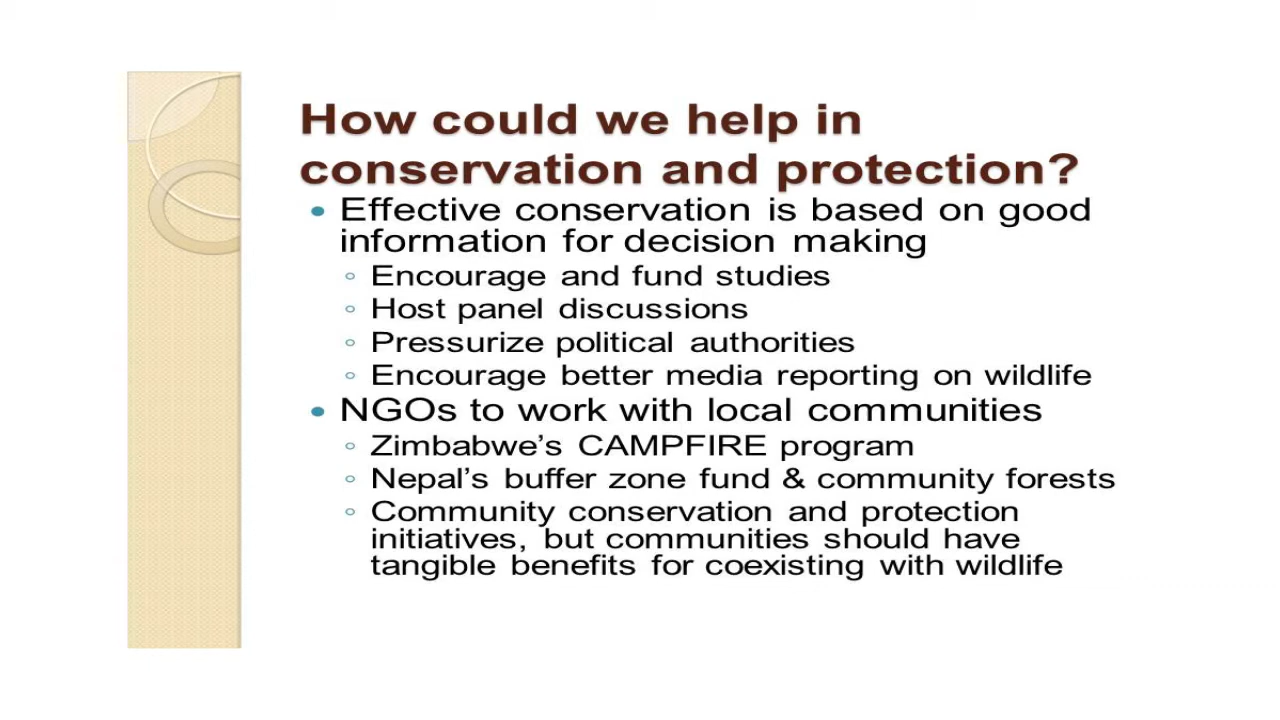 How could we help in
conservation and protection?
• Effective conservation is based on good
information for decision making
◦ Encourage and fund studies
◦ Host panel discussions
◦ Pressurize political authorities
◦ Encourage better media reporting on wildlife
• NGOs to work with local communities
◦ Zimbabwe’s CAMPFIRE program
◦ Nepal’s buffer zone fund & community forests
◦ Community conservation and protection
initiatives, but communities should have
tangible benefits for coexisting with wildlife